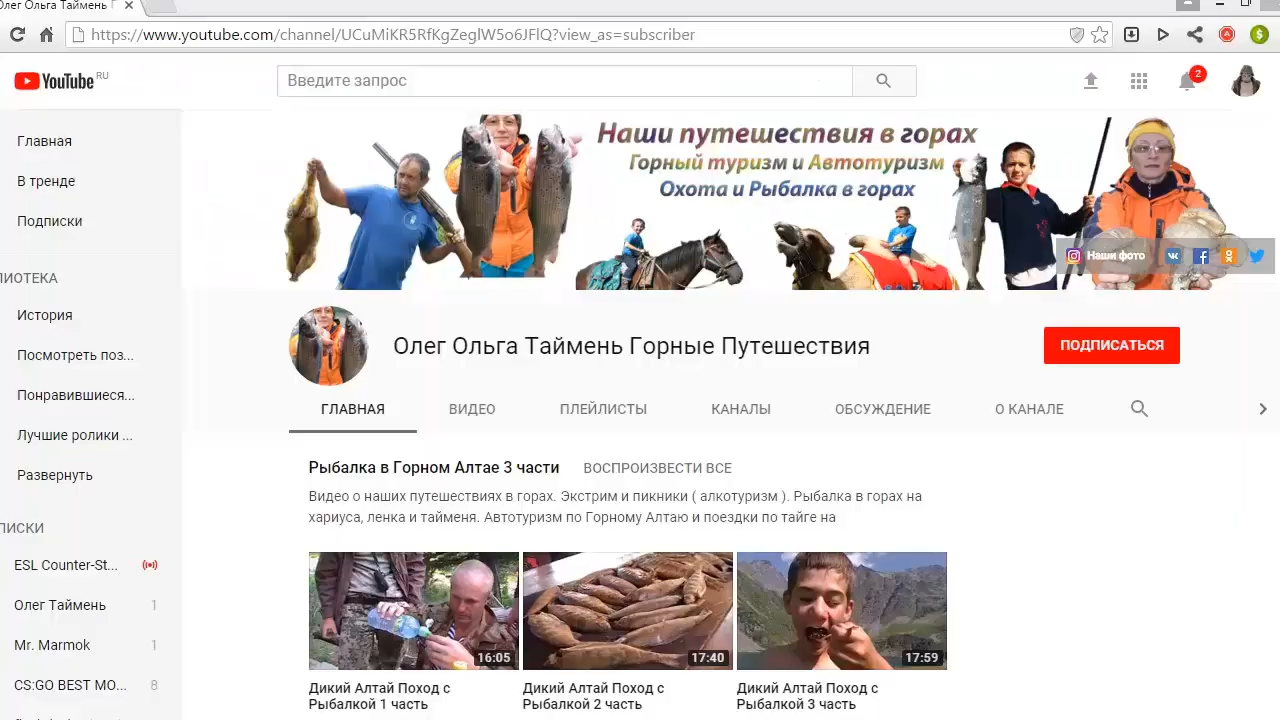 Олег Ольга Таймень Г
https://www.youtube.com/channel/UCuMiKR5RfKgZeglW5o6JFlQ?view_as=subscriber
YouTube RU
Введите запрос
2
Главная
В тренде
Подписки
ЛИОТЕКА
История
Посмотреть поз...
Понравившиеся...
Лучшие ролики ...
Развернуть
ПИСКИ
ESL Counter-St...
Олег Таймень 1
Mr. Marmok 1
CS:GO BEST MO... 8
Наши путешествия в горах
Горный туризм и Автотуризм
Охота и Рыбалка в горах
Наши фото
Олег Ольга Таймень Горные Путешествия
ПОДПИСАТЬСЯ
ГЛАВНАЯ ВИДЕО ПЛЕЙЛИСТЫ КАНАЛЫ ОБСУЖДЕНИЕ О КАНАЛЕ
Рыбалка в Горном Алтае 3 части ВОСПРОИЗВЕСТИ ВСЕ
Видео о наших путешествиях в горах. Экстрим и пикники ( алкотуризм ). Рыбалка в горах на
хариуса, ленка и тайменя. Автотуризм по Горному Алтаю и поездки по тайге на
16:05
17:40
17:59
Дикий Алтай Поход с
Рыбалкой 1 часть
Дикий Алтай Поход с
Рыбалкой 2 часть
Дикий Алтай Поход с
Рыбалкой 3 часть